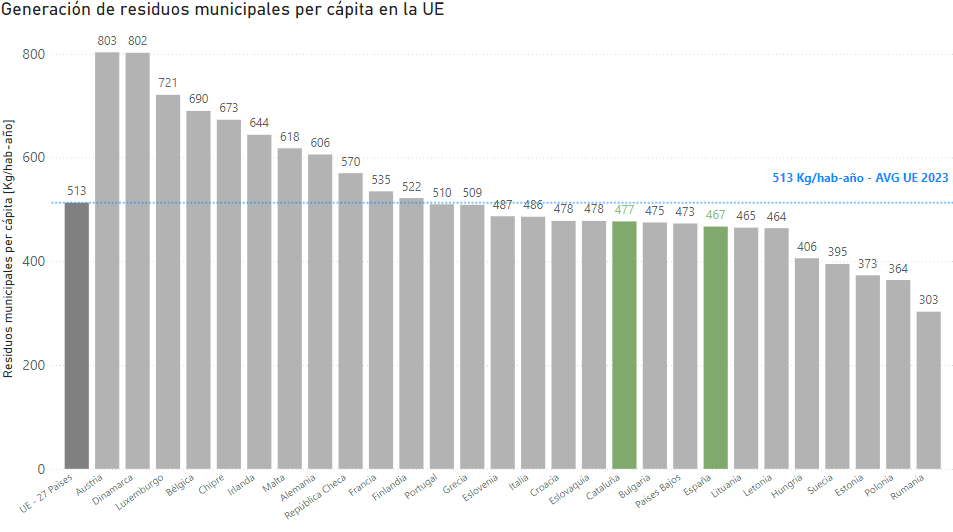 Generación de residuos municipales per cápita en la UE
Residuos municipales per cápita [Kg/hab-año]
800
600
400
200
0
513 Kg/hab-año - AVG UE 2023
513
803
802
721
690
673
644
618
606
570
535
522
510
509
487
486
478
478
477
475
473
467
465
464
406
395
373
364
303
UE - 27 Países
Austria
Dinamarca
Luxemburgo
Bélgica
Chipre
Irlanda
Malta
Alemania
República Checa
Francia
Finlandia
Portugal
Grecia
Eslovenia
Italia
Croacia
Eslovaquia
Cataluña
Bulgaria
Países Bajos
España
Lituania
Letonia
Hungría
Suecia
Estonia
Polonia
Rumania